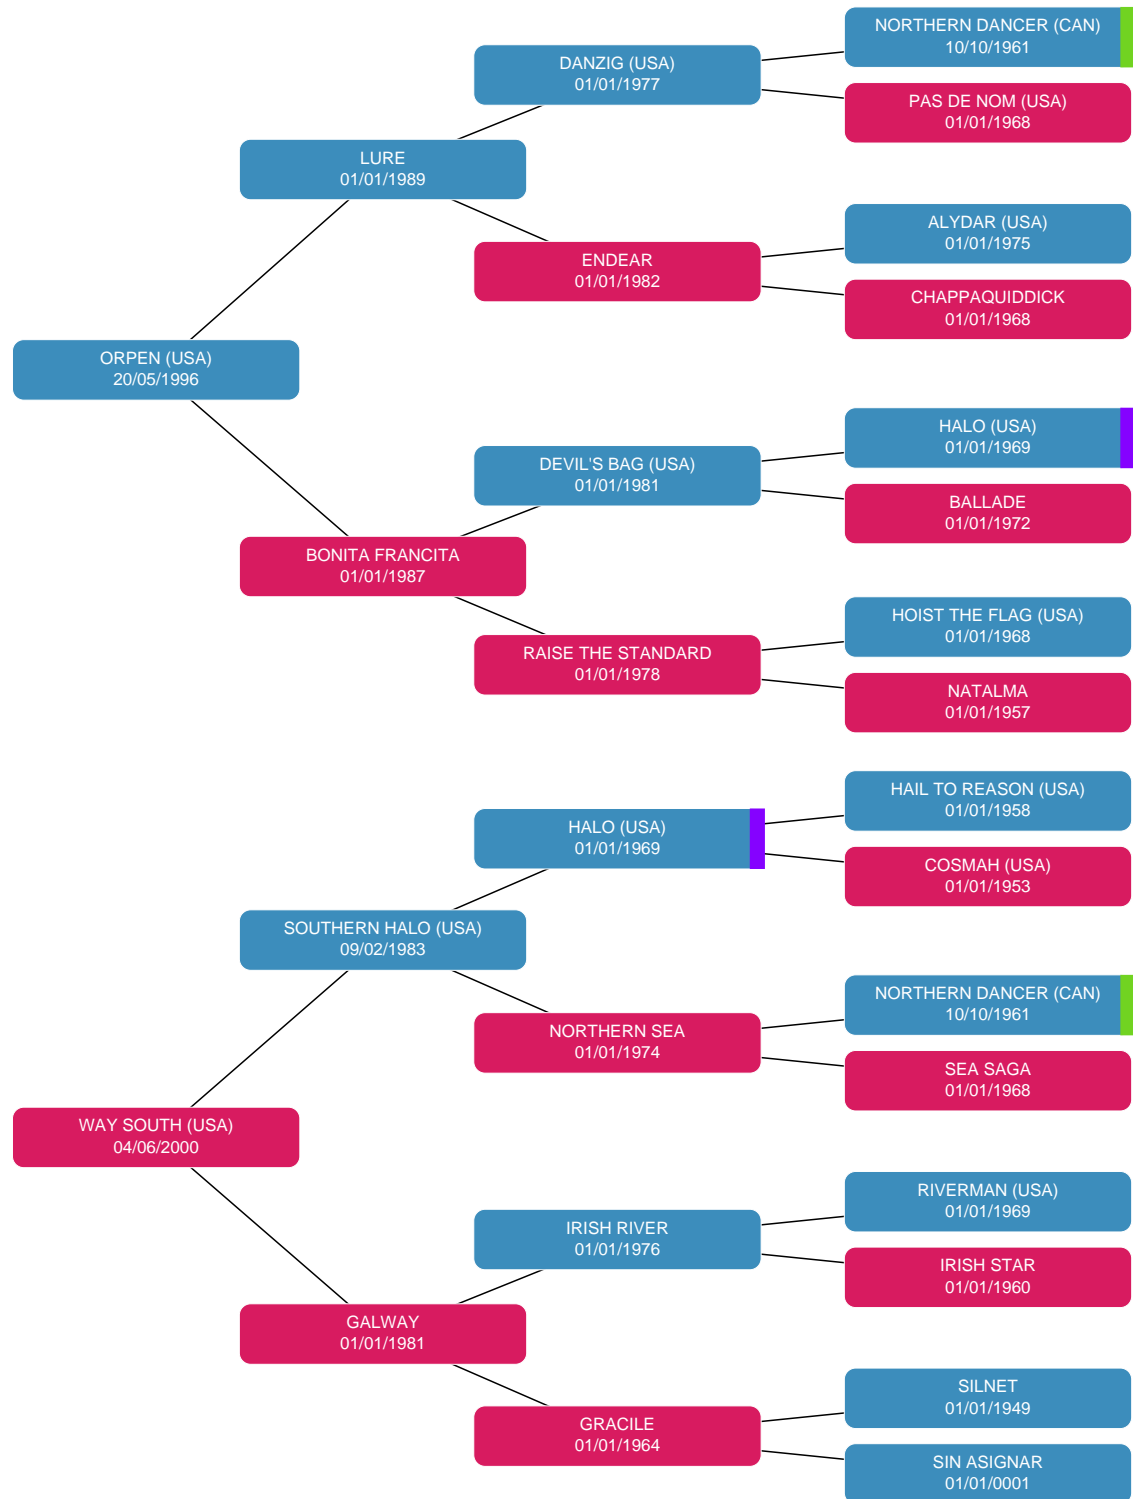 NORTHERN DANCER (CAN)
10/10/1961
DANZIG (USA)
01/01/1977
PAS DE NOM (USA)
01/01/1968
LURE
01/01/1989
ALYDAR (USA)
01/01/1975
ENDEAR
01/01/1982
CHAPPAQUIDDICK
01/01/1968
ORPEN (USA)
20/05/1996
HALO (USA)
01/01/1969
DEVIL'S BAG (USA)
01/01/1981
BALLADE
01/01/1972
BONITA FRANCITA
01/01/1987
HOIST THE FLAG (USA)
01/01/1968
RAISE THE STANDARD
01/01/1978
NATALMA
01/01/1957
HAIL TO REASON (USA)
01/01/1958
HALO (USA)
01/01/1969
COSMAH (USA)
01/01/1953
SOUTHERN HALO (USA)
09/02/1983
NORTHERN DANCER (CAN)
10/10/1961
NORTHERN SEA
01/01/1974
SEA SAGA
01/01/1968
WAY SOUTH (USA)
04/06/2000
RIVERMAN (USA)
01/01/1969
IRISH RIVER
01/01/1976
IRISH STAR
01/01/1960
GALWAY
01/01/1981
SILNET
01/01/1949
GRACILE
01/01/1964
SIN ASIGNAR
01/01/0001